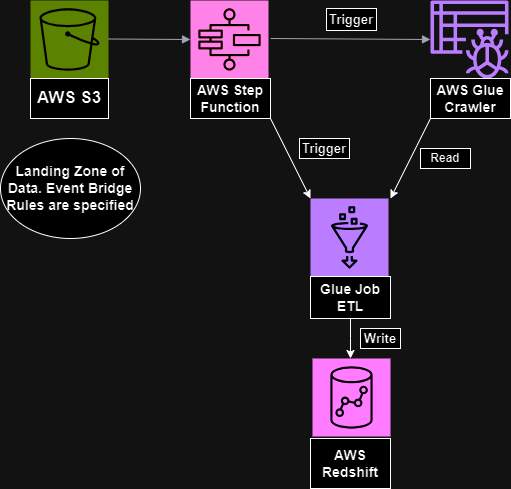 Trigger
AWS S3
AWS Step
Function
AWS Glue
Crawler
Landing Zone of
Data. Event Bridge
Rules are specified
Trigger
Read
Glue Job
ETL
Write
AWS
Redshift